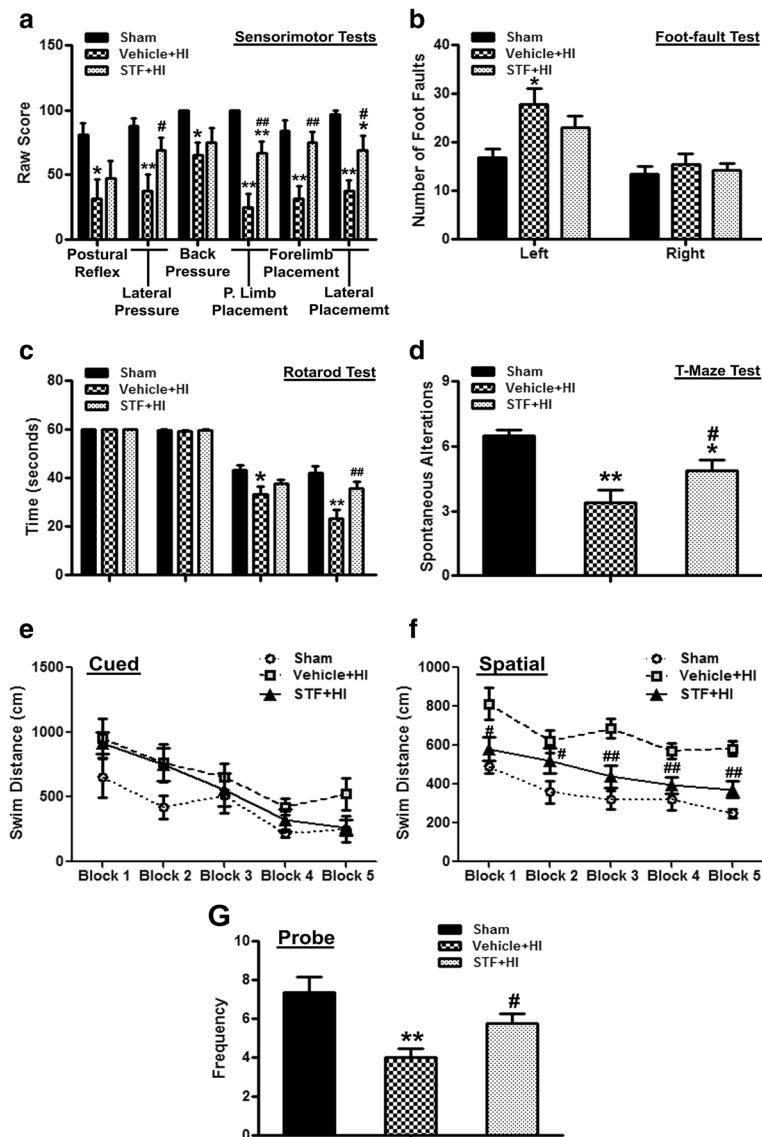 a
Sensorimotor Tests
Sham
Vehicle+HI
STF+HI
Raw Score
150
100
50
0
*
**
#
*
**
##
**
**
##
**
#
*
Postural Reflex
Lateral Pressure
Back Pressure
P. Limb Placement
Forelimb Placement
Lateral Placememt
b
Foot-fault Test
Sham
Vehicle+HI
STF+HI
Number of Foot Faults
40
30
20
10
0
*
Left
Right
c
Rotarod Test
Sham
Vehicle+HI
STF+HI
Time (seconds)
80
60
40
20
0
*
**
##
d
T-Maze Test
Sham
Vehicle+HI
STF+HI
Spontaneous Alterations
9
6
3
0
**
#
*
e
Cued
Sham
Vehicle+HI
STF+HI
Swim Distance (cm)
1500
1000
500
0
Block 1
Block 2
Block 3
Block 4
Block 5
f
Spatial
Sham
Vehicle+HI
STF+HI
Swim Distance (cm)
1000
800
600
400
200
0
#
#
##
##
##
Block 1
Block 2
Block 3
Block 4
Block 5
G
Probe
Sham
Vehicle+HI
STF+HI
Frequency
10
8
6
4
2
0
**
#